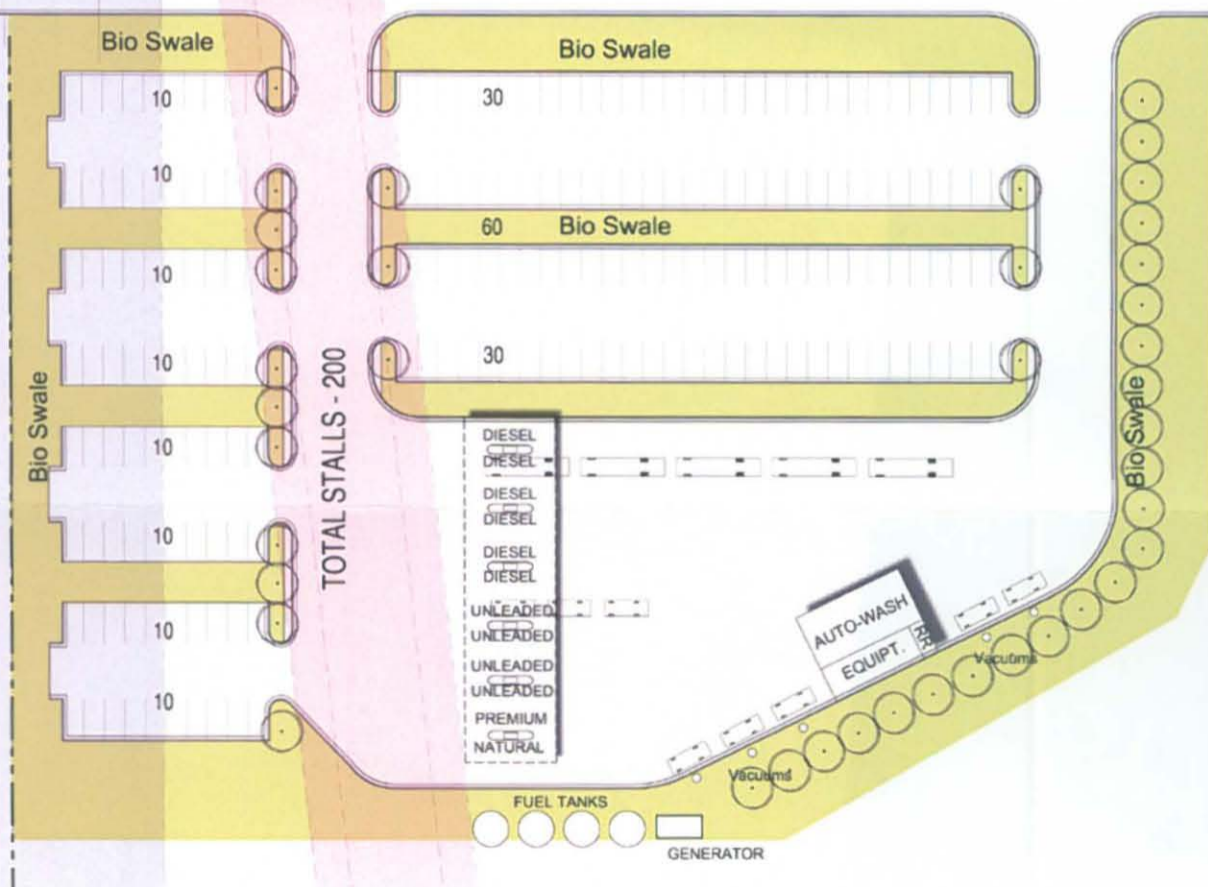 Bio Swale
Bio Swale
10
30
10
60
Bio Swale
10
10
30
Bio Swale
10
10
10
10
TOTAL STALLS - 200
DIESEL
DIESEL
DIESEL
DIESEL
DIESEL
DIESEL
UNLEADED
UNLEADED
UNLEADED
UNLEADED
PREMIUM
NATURAL
AUTO-WASH
EQUIPT.
RR
Vacuums
Vacuums
Bio Swale
FUEL TANKS
GENERATOR